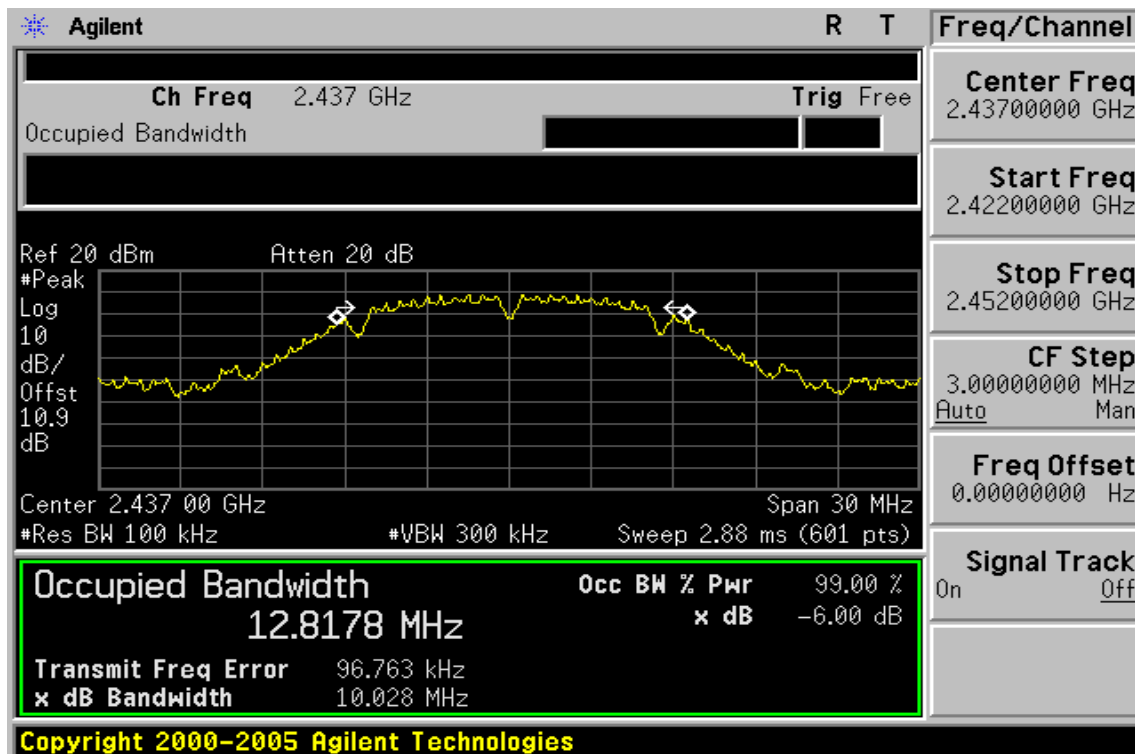 Agilent R T Freq/Channel
Ch Freq 2.437 GHz Trig Free
Occupied Bandwidth
Center Freq
2.43700000 GHz
Start Freq
2.42200000 GHz
Stop Freq
2.45200000 GHz
CF Step
3.00000000 MHz
Auto Man
Freq Offset
0.00000000 Hz
Signal Track
On Off
Ref 20 dBm Atten 20 dB
#Peak
Log
10
dB/
Offst
10.9
dB
Center 2.437 00 GHz Span 30 MHz
#Res BW 100 kHz #VBW 300 kHz Sweep 2.88 ms (601 pts)
Occupied Bandwidth Occ BW % Pwr 99.00 %
12.8178 MHz x dB -6.00 dB
Transmit Freq Error 96.763 kHz
x dB Bandwidth 10.028 MHz
Copyright 2000-2005 Agilent Technologies